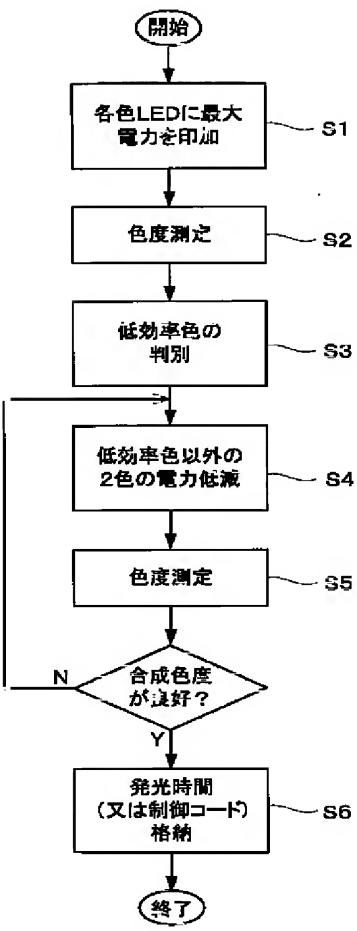 開始
各色LEDに最大
電力を印加
S1
色度測定
S2
低効率色の
判別
S3
低効率色以外の
2色の電力低減
S4
色度測定
S5
合成色度
が良好？
N
Y
発光時間
(又は制御コード)
格納
S6
終了